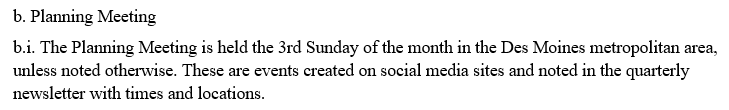 b. Planning Meeting
b.i. The Planning Meeting is held the 3rd Sunday of the month in the Des Moines metropolitan area,
unless noted otherwise. These are events created on social media sites and noted in the quarterly
newsletter with times and locations.